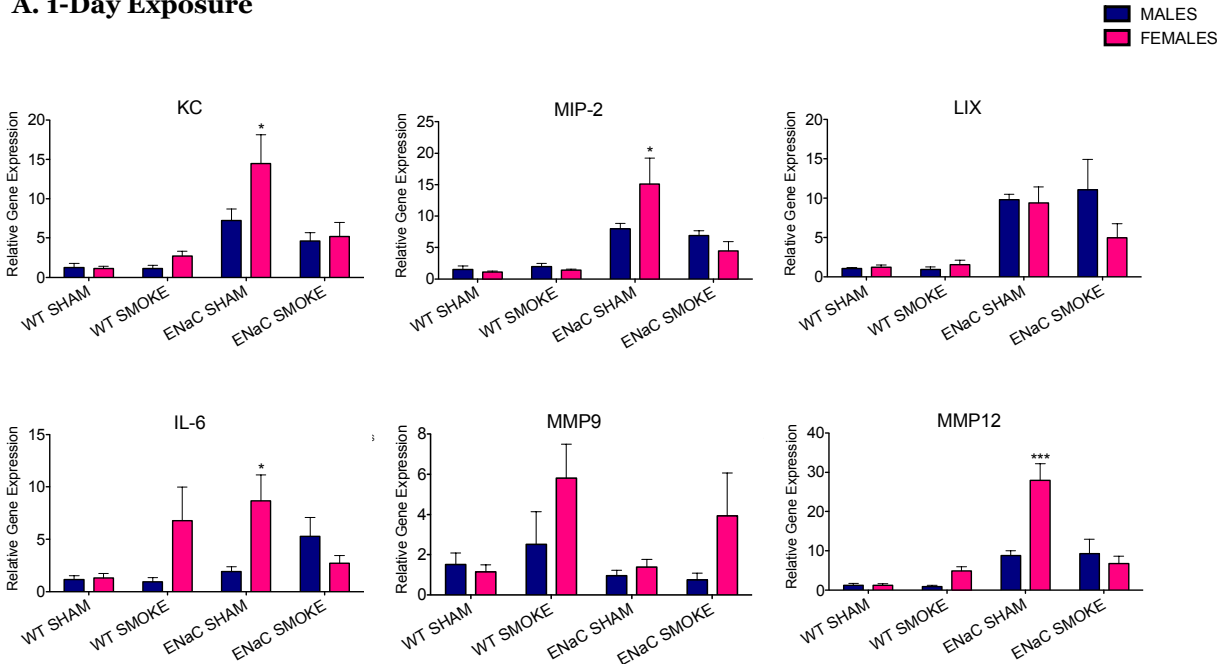 A. 1-Day Exposure
MALES
FEMALES
KC
Relative Gene Expression
20
15
10
5
0
*
WT SHAM
WT SMOKE
ENaC SHAM
ENaC SMOKE
MIP-2
Relative Gene Expression
25
20
15
10
5
0
*
WT SHAM
WT SMOKE
ENaC SHAM
ENaC SMOKE
LIX
Relative Gene Expression
20
15
10
5
0
WT SHAM
WT SMOKE
ENaC SHAM
ENaC SMOKE
IL-6
Relative Gene Expression
15
10
5
0
*
WT SHAM
WT SMOKE
ENaC SHAM
ENaC SMOKE
MMP9
Relative Gene Expression
8
6
4
2
0
WT SHAM
WT SMOKE
ENaC SHAM
ENaC SMOKE
MMP12
Relative Gene Expression
40
30
20
10
0
***
WT SHAM
WT SMOKE
ENaC SHAM
ENaC SMOKE